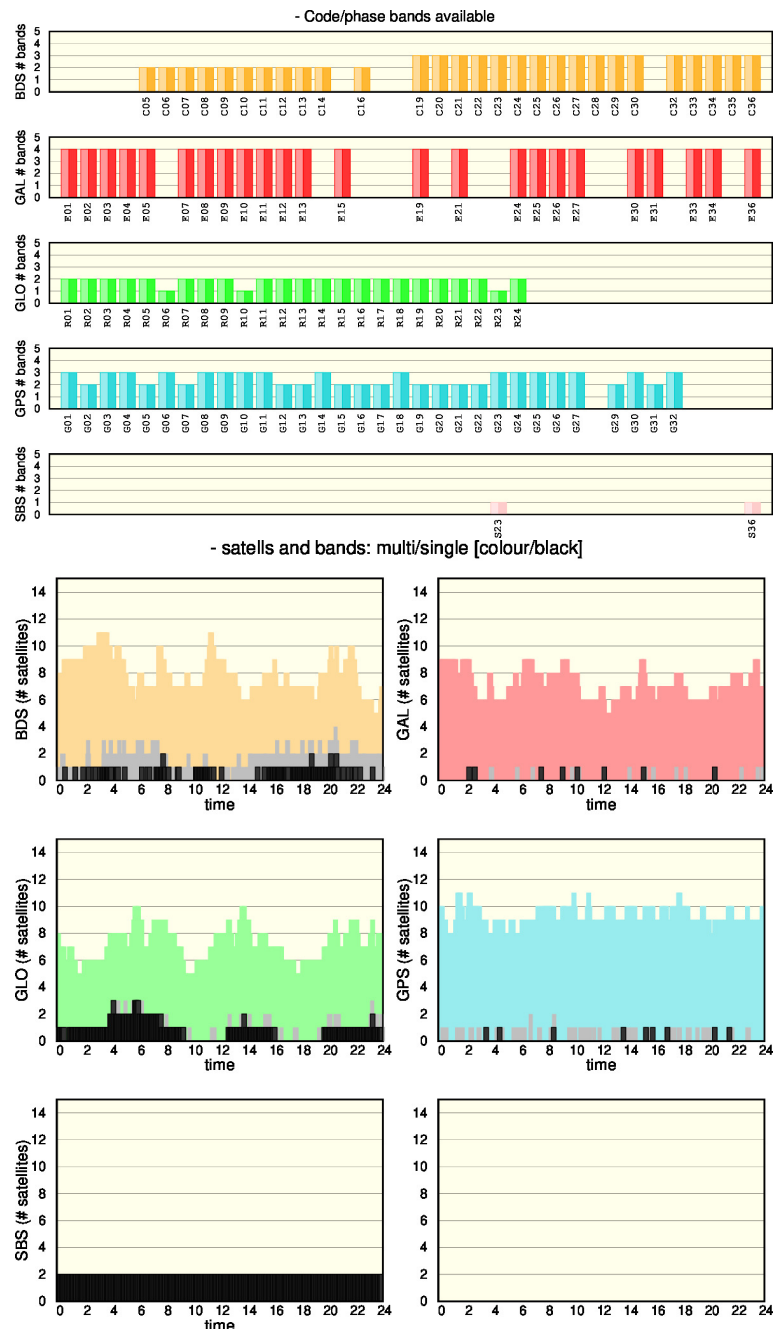 - Code/phase bands available
BDS # bands
5
4
3
2
1
0
C05 C06 C07 C08 C09 C10 C11 C12 C13 C14 C16 C19 C20 C21 C22 C23 C24 C25 C26 C27 C28 C29 C30 C32 C33 C34 C35 C36
GAL # bands
5
4
3
2
1
0
E01 E02 E03 E04 E05 E07 E08 E09 E10 E11 E12 E13 E15 E19 E21 E24 E25 E26 E27 E30 E31 E33 E34 E36
GLO # bands
5
4
3
2
1
0
R01 R02 R03 R04 R05 R06 R07 R08 R09 R10 R11 R12 R13 R14 R15 R16 R17 R18 R19 R20 R21 R22 R23 R24
GPS # bands
5
4
3
2
1
0
G01 G02 G03 G04 G05 G06 G07 G08 G09 G10 G11 G12 G13 G14 G15 G16 G17 G18 G19 G20 G21 G22 G23 G24 G25 G26 G27 G29 G30 G31 G32
SBS # bands
5
4
3
2
1
0
S23 S36
- satells and bands: multi/single [colour/black]
BDS (# satellites)
14
12
10
8
6
4
2
0
0 2 4 6 8 10 12 14 16 18 20 22 24
time
GAL (# satellites)
14
12
10
8
6
4
2
0
0 2 4 6 8 10 12 14 16 18 20 22 24
time
GLO (# satellites)
14
12
10
8
6
4
2
0
0 2 4 6 8 10 12 14 16 18 20 22 24
time
GPS (# satellites)
14
12
10
8
6
4
2
0
0 2 4 6 8 10 12 14 16 18 20 22 24
time
SBS (# satellites)
14
12
10
8
6
4
2
0
0 2 4 6 8 10 12 14 16 18 20 22 24
time
14
12
10
8
6
4
2
0
0 2 4 6 8 10 12 14 16 18 20 22 24